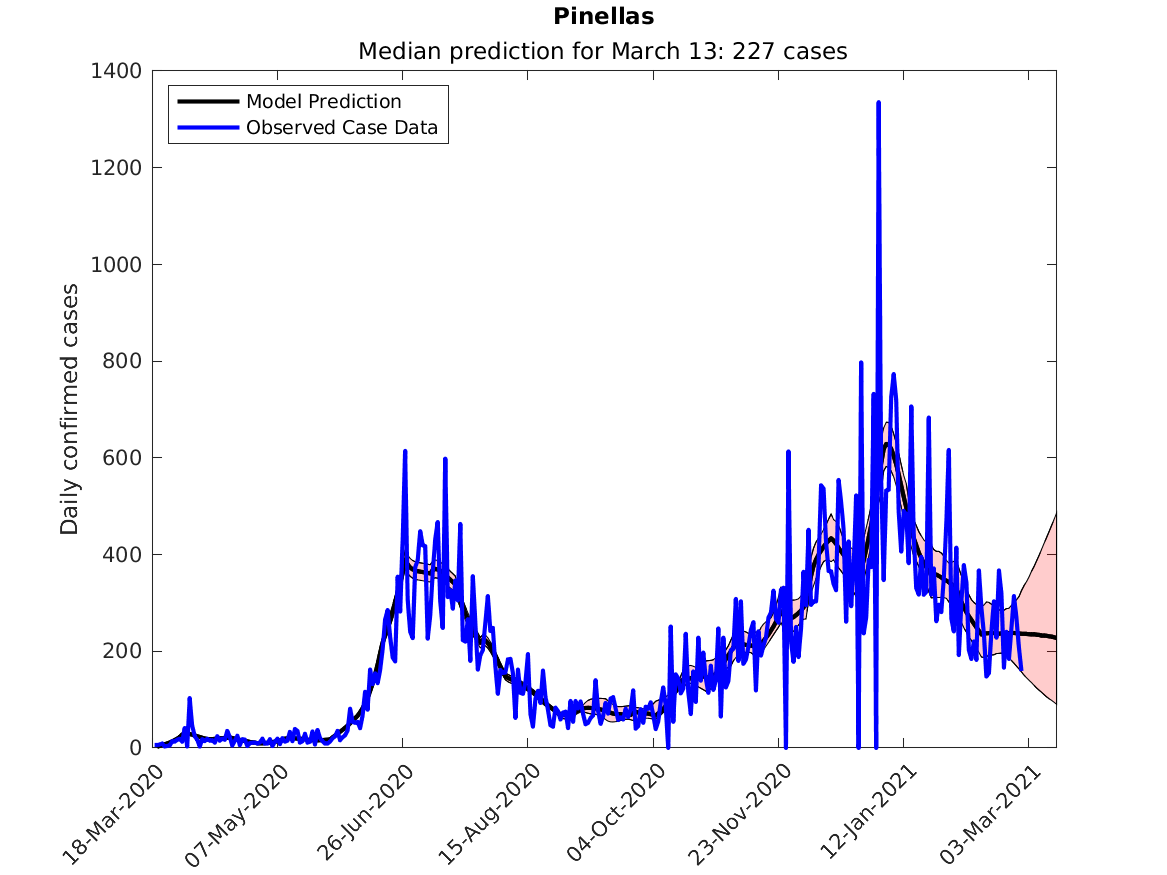 Pinellas
Median prediction for March 13: 227 cases
Model Prediction
Observed Case Data
Daily confirmed cases
1400
1200
1000
800
600
400
200
0
18-Mar-2020
07-May-2020
26-Jun-2020
15-Aug-2020
04-Oct-2020
23-Nov-2020
12-Jan-2021
03-Mar-2021